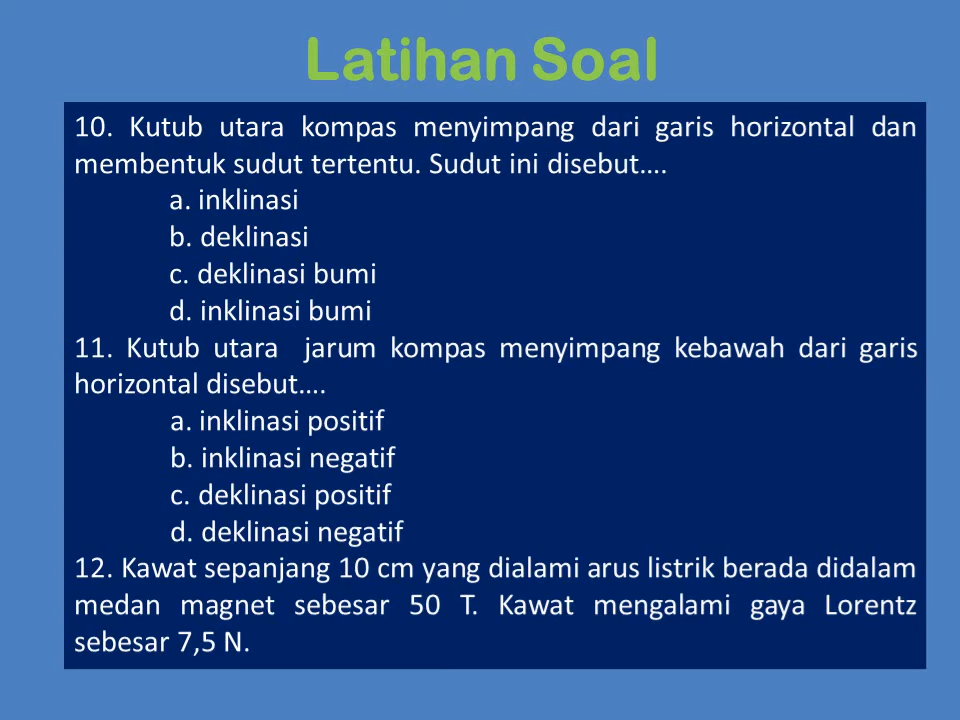 Latihan Soal
10. Kutub utara kompas menyimpang dari garis horizontal dan
membentuk sudut tertentu. Sudut ini disebut....
a. inklinasi
b. deklinasi
c. deklinasi bumi
d. inklinasi bumi
11. Kutub utara jarum kompas menyimpang kebawah dari garis
horizontal disebut....
a. inklinasi positif
b. inklinasi negatif
c. deklinasi positif
d. deklinasi negatif
12. Kawat sepanjang 10 cm yang dialami arus listrik berada didalam
medan magnet sebesar 50 T. Kawat mengalami gaya Lorentz
sebesar 7,5 N.